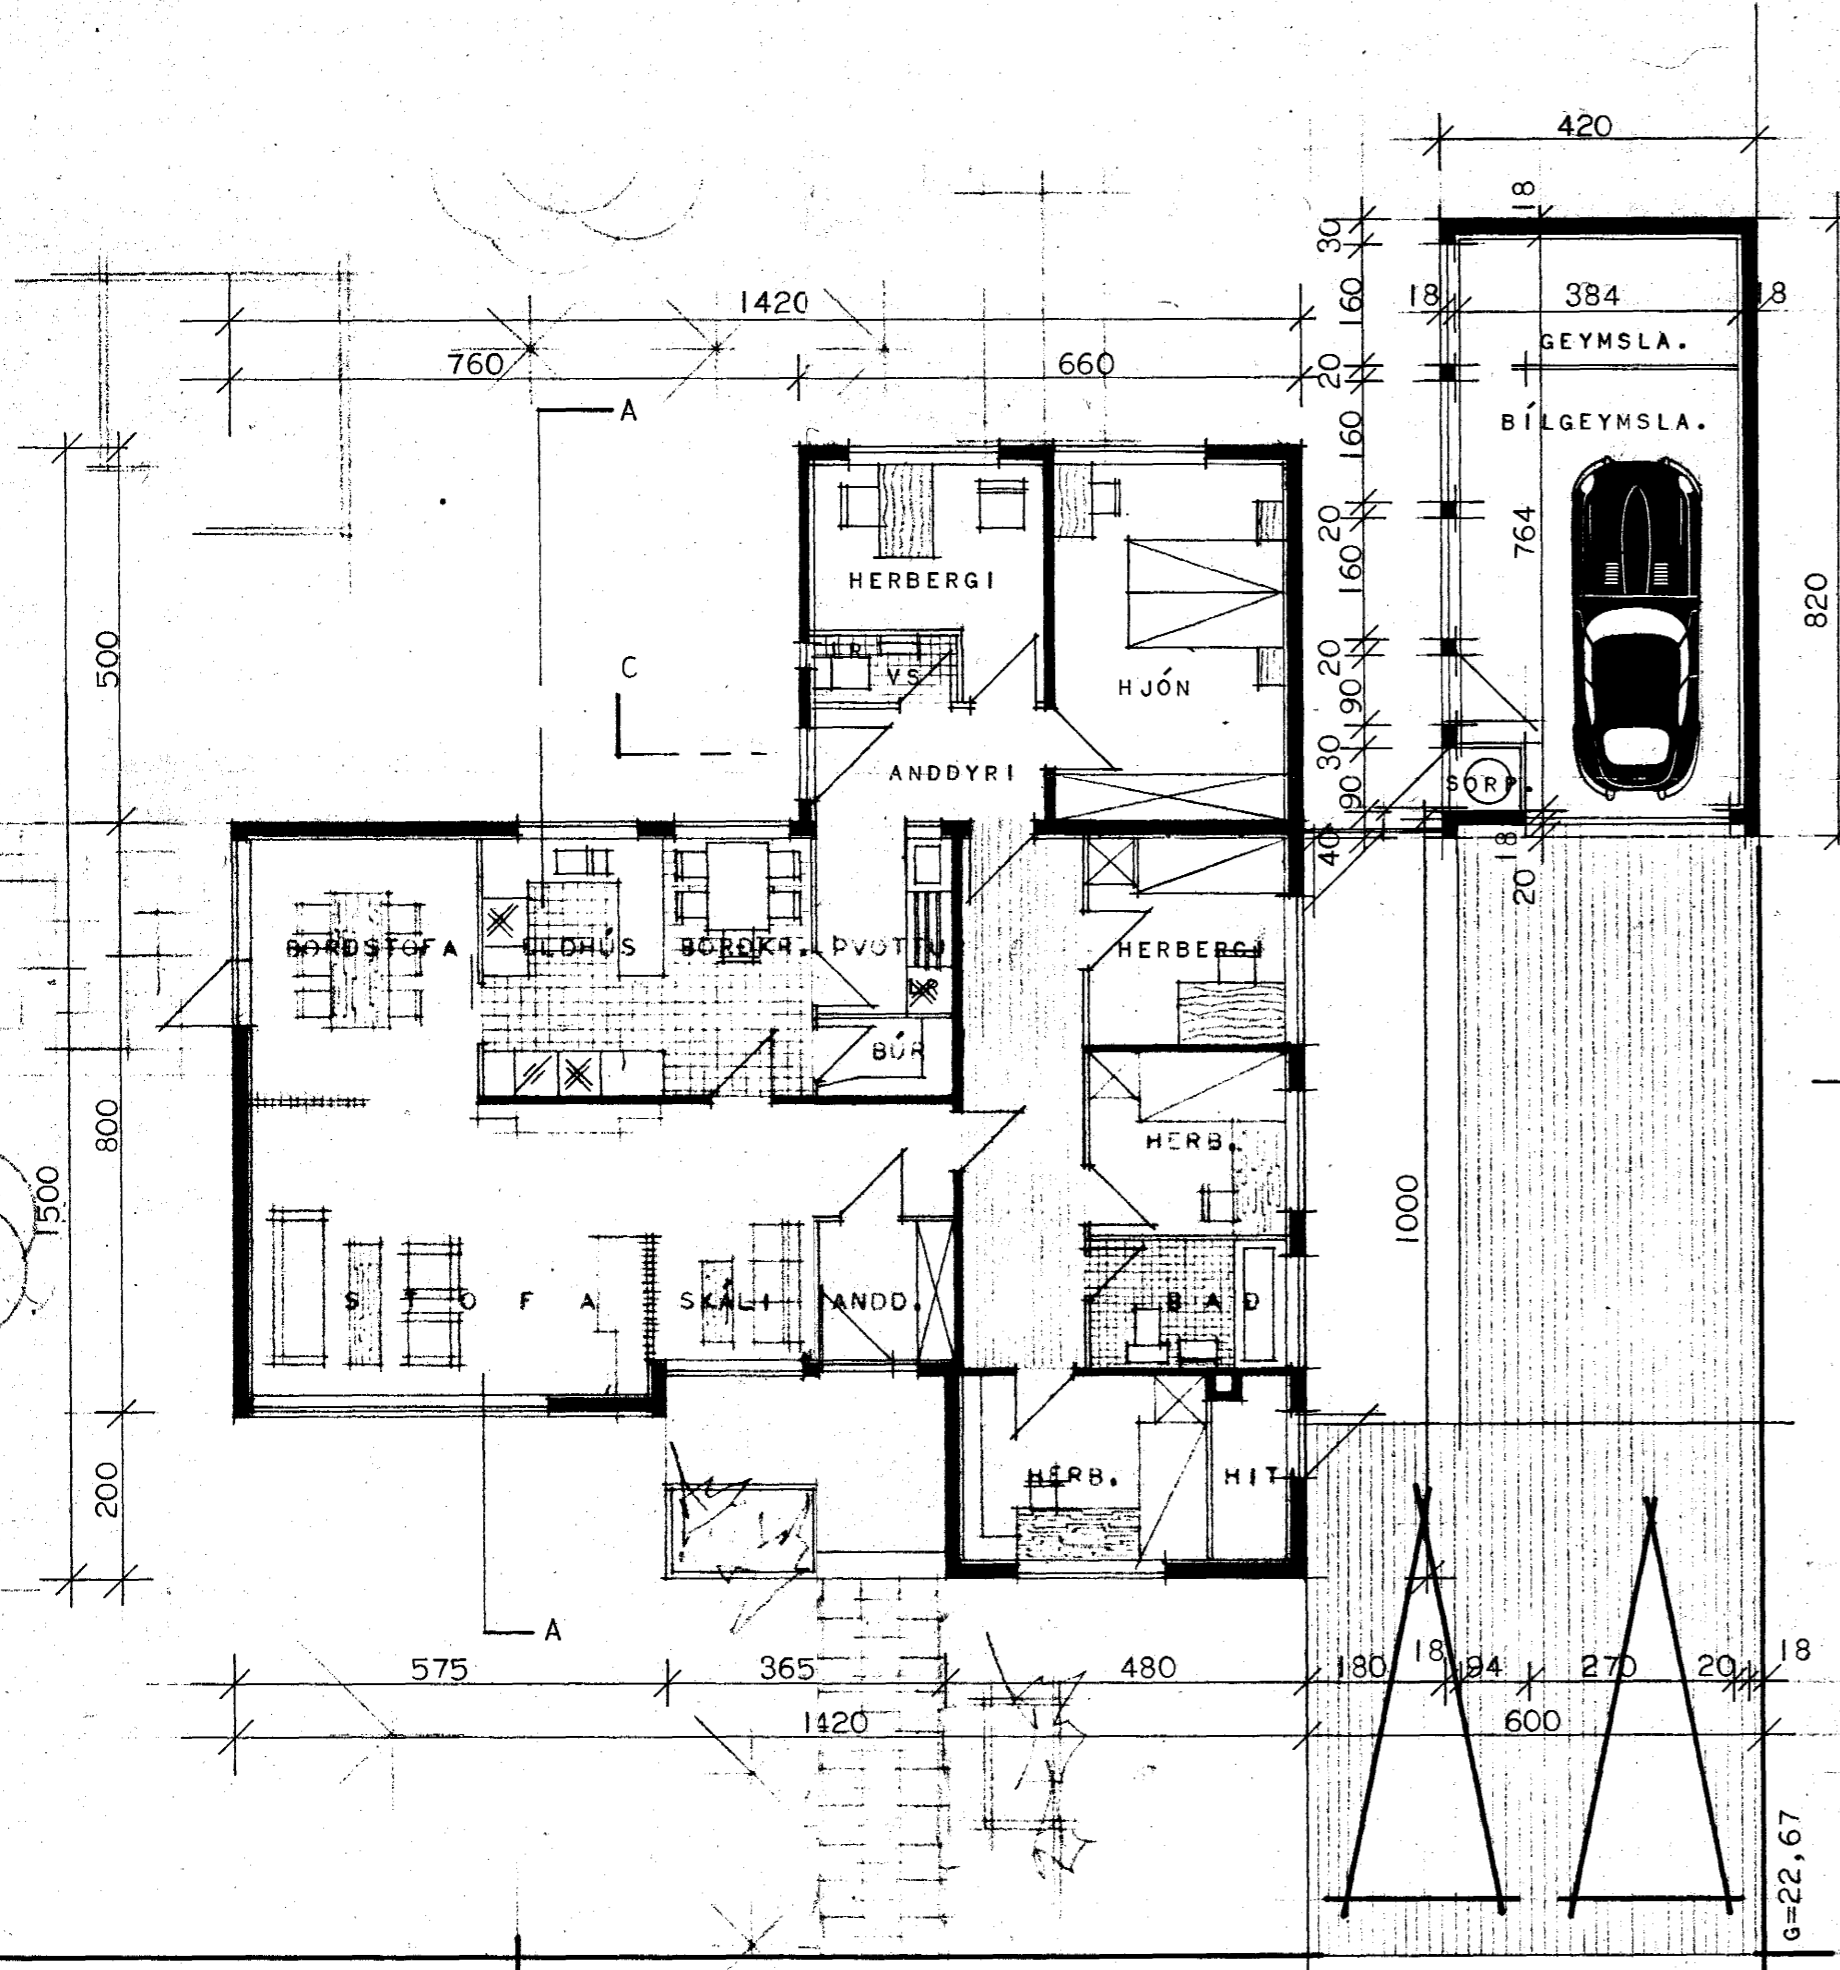 420
18
30
1420
160
18
384
18
GEYMSLA.
760
660
20
A
BÍLGEYMSLA.
160
20
764
HERBERGI
160
820
500
C
LR
VS
HJÓN
20
90
ANDDYRI
30
SORP.
90
40
18
20
BORÐSTOFA
ELDHÚS
BORÐKR.
ÞVOTTU
HERBERGI
LR
BÚR
800
HERB.
1500
1000
STOFA
SKÁLI
ANDD.
BAÐ
HERB.
HIT
200
A
575
365
480
180
18
94
270
20
18
1420
600
G=22,67